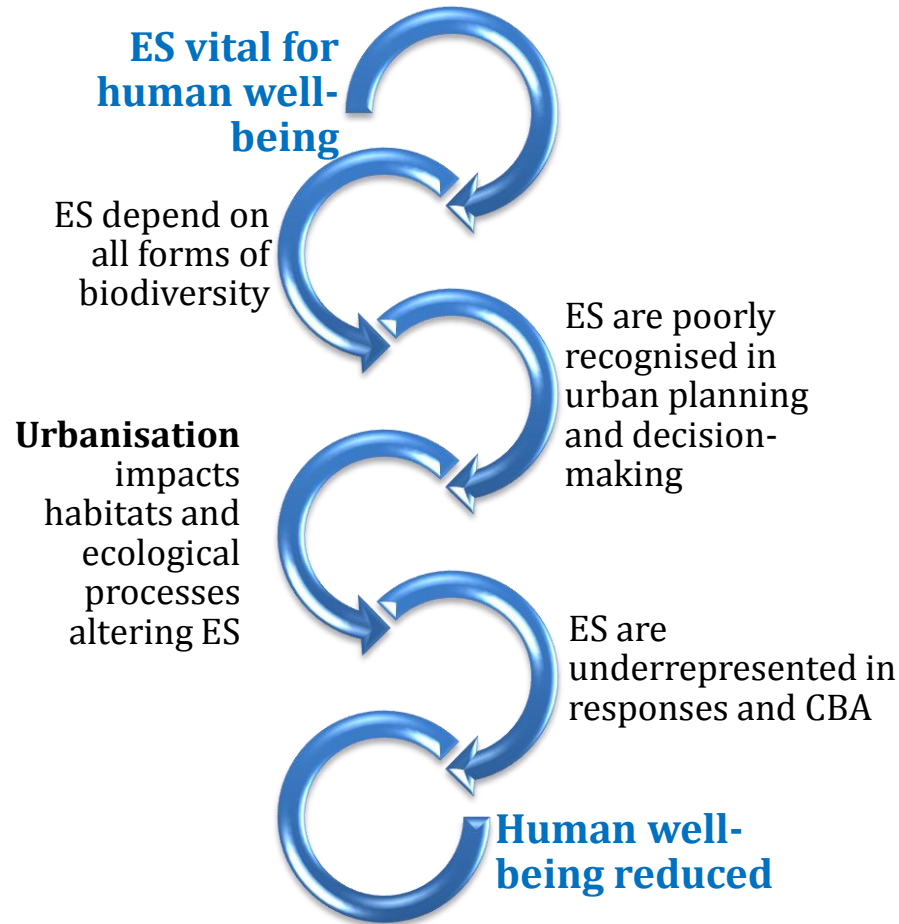 ES vital for
human well-
being
ES depend on
all forms of
biodiversity
ES are poorly
recognised in
urban planning
and decision-
making
Urbanisation
impacts
habitats and
ecological
processes
altering ES
ES are
underrepresented in
responses and CBA
Human well-
being reduced